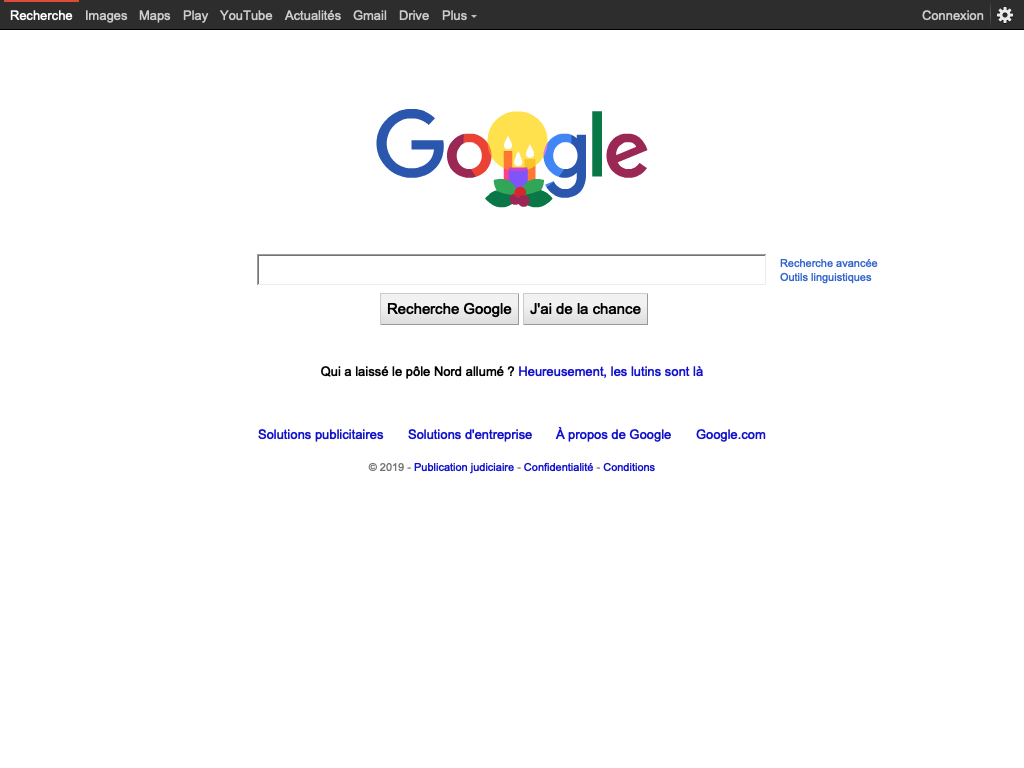 Recherche Images Maps Play YouTube Actualités Gmail Drive Plus Connexion
Google
Recherche avancée
Outils linguistiques
Recherche Google J'ai de la chance
Qui a laissé le pôle Nord allumé ? Heureusement, les lutins sont là
Solutions publicitaires Solutions d'entreprise À propos de Google Google.com
© 2019 - Publication judiciaire - Confidentialité - Conditions